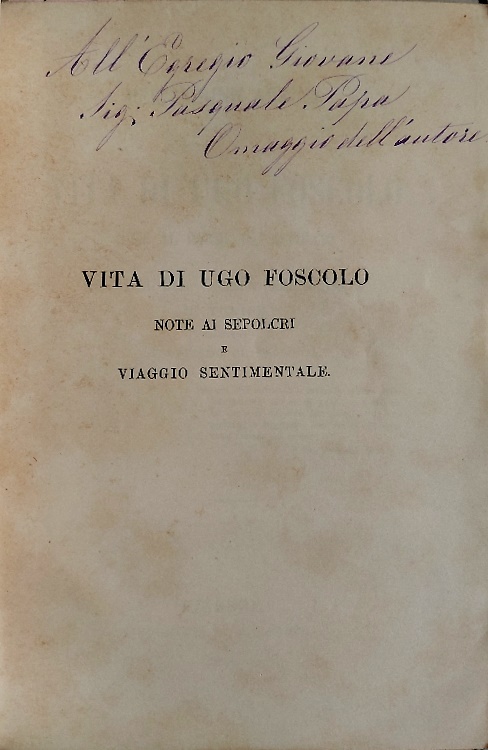 All'Egregio Giovane
Sig: Pasquale Papa
Omaggio dell'autore
VITA DI UGO FOSCOLO
NOTE AI SEPOLCRI
E
VIAGGIO SENTIMENTALE.